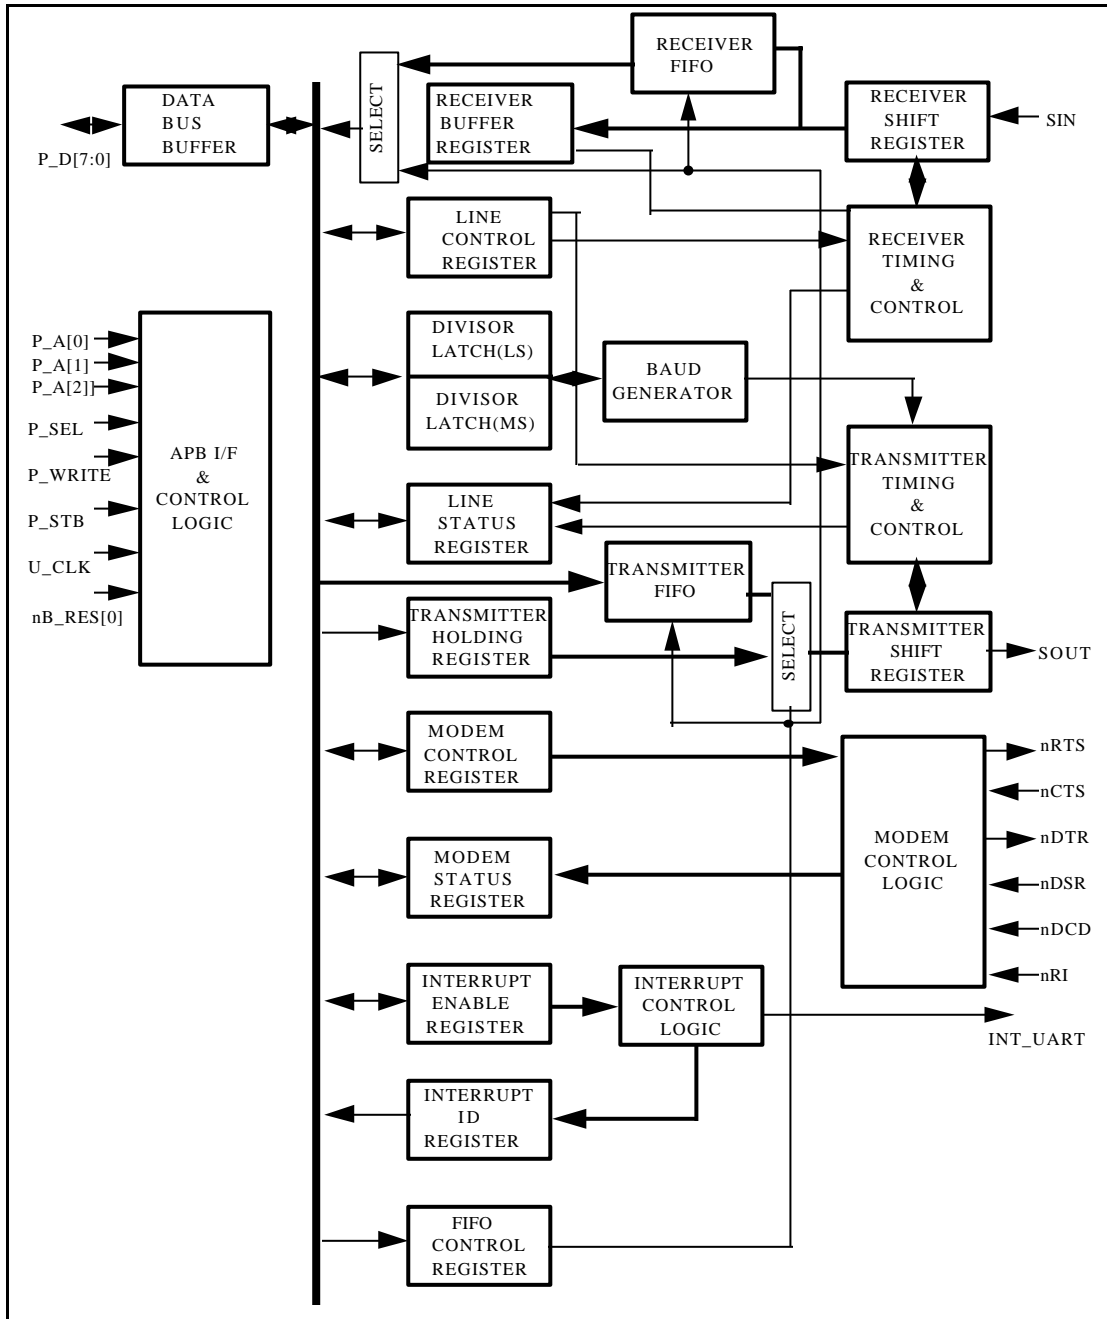 RECEIVER
FIFO
SELECT
DATA
BUS
BUFFER
P_D[7:0]
RECEIVER
BUFFER
REGISTER
RECEIVER
SHIFT
REGISTER
SIN
LINE
CONTROL
REGISTER
RECEIVER
TIMING
&
CONTROL
P_A[0]
P_A[1]
P_A[2]]
P_SEL
P_WRITE
P_STB
U_CLK
nB_RES[0]
APB I/F
&
CONTROL
LOGIC
DIVISOR
LATCH(LS)
DIVISOR
LATCH(MS)
BAUD
GENERATOR
TRANSMITTER
TIMING
&
CONTROL
LINE
STATUS
REGISTER
TRANSMITTER
FIFO
SELECT
TRANSMITTER
HOLDING
REGISTER
TRANSMITTER
SHIFT
REGISTER
SOUT
MODEM
CONTROL
REGISTER
MODEM
CONTROL
LOGIC
nRTS
nCTS
nDTR
nDSR
nDCD
nRI
MODEM
STATUS
REGISTER
INTERRUPT
ENABLE
REGISTER
INTERRUPT
CONTROL
LOGIC
INT_UART
INTERRUPT
ID
REGISTER
FIFO
CONTROL
REGISTER